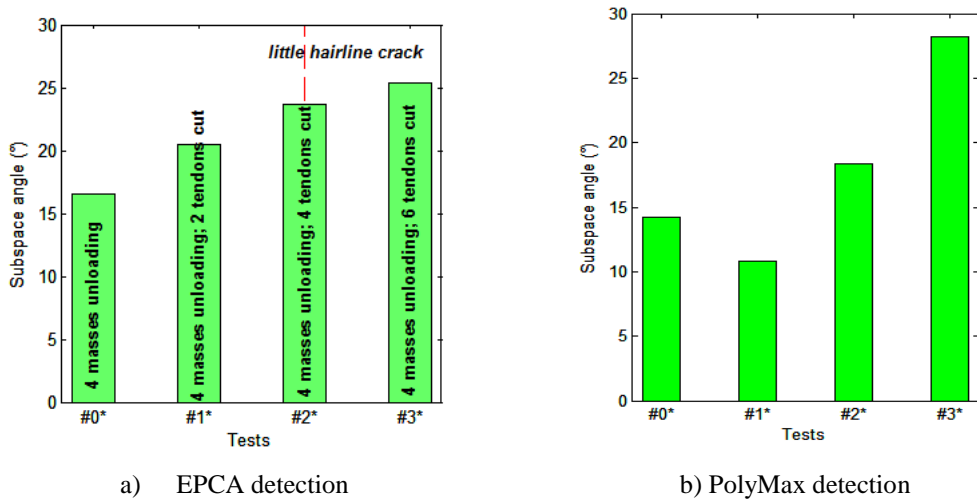 30
25
20
15
10
5
0
Subspace angle (°)
little hairline crack
4 masses unloading
4 masses unloading; 2 tendons cut
4 masses unloading; 4 tendons cut
4 masses unloading; 6 tendons cut
#0* #1* #2* #3*
Tests
a) EPCA detection
30
25
20
15
10
5
0
Subspace angle (°)
#0* #1* #2* #3*
Tests
b) PolyMax detection